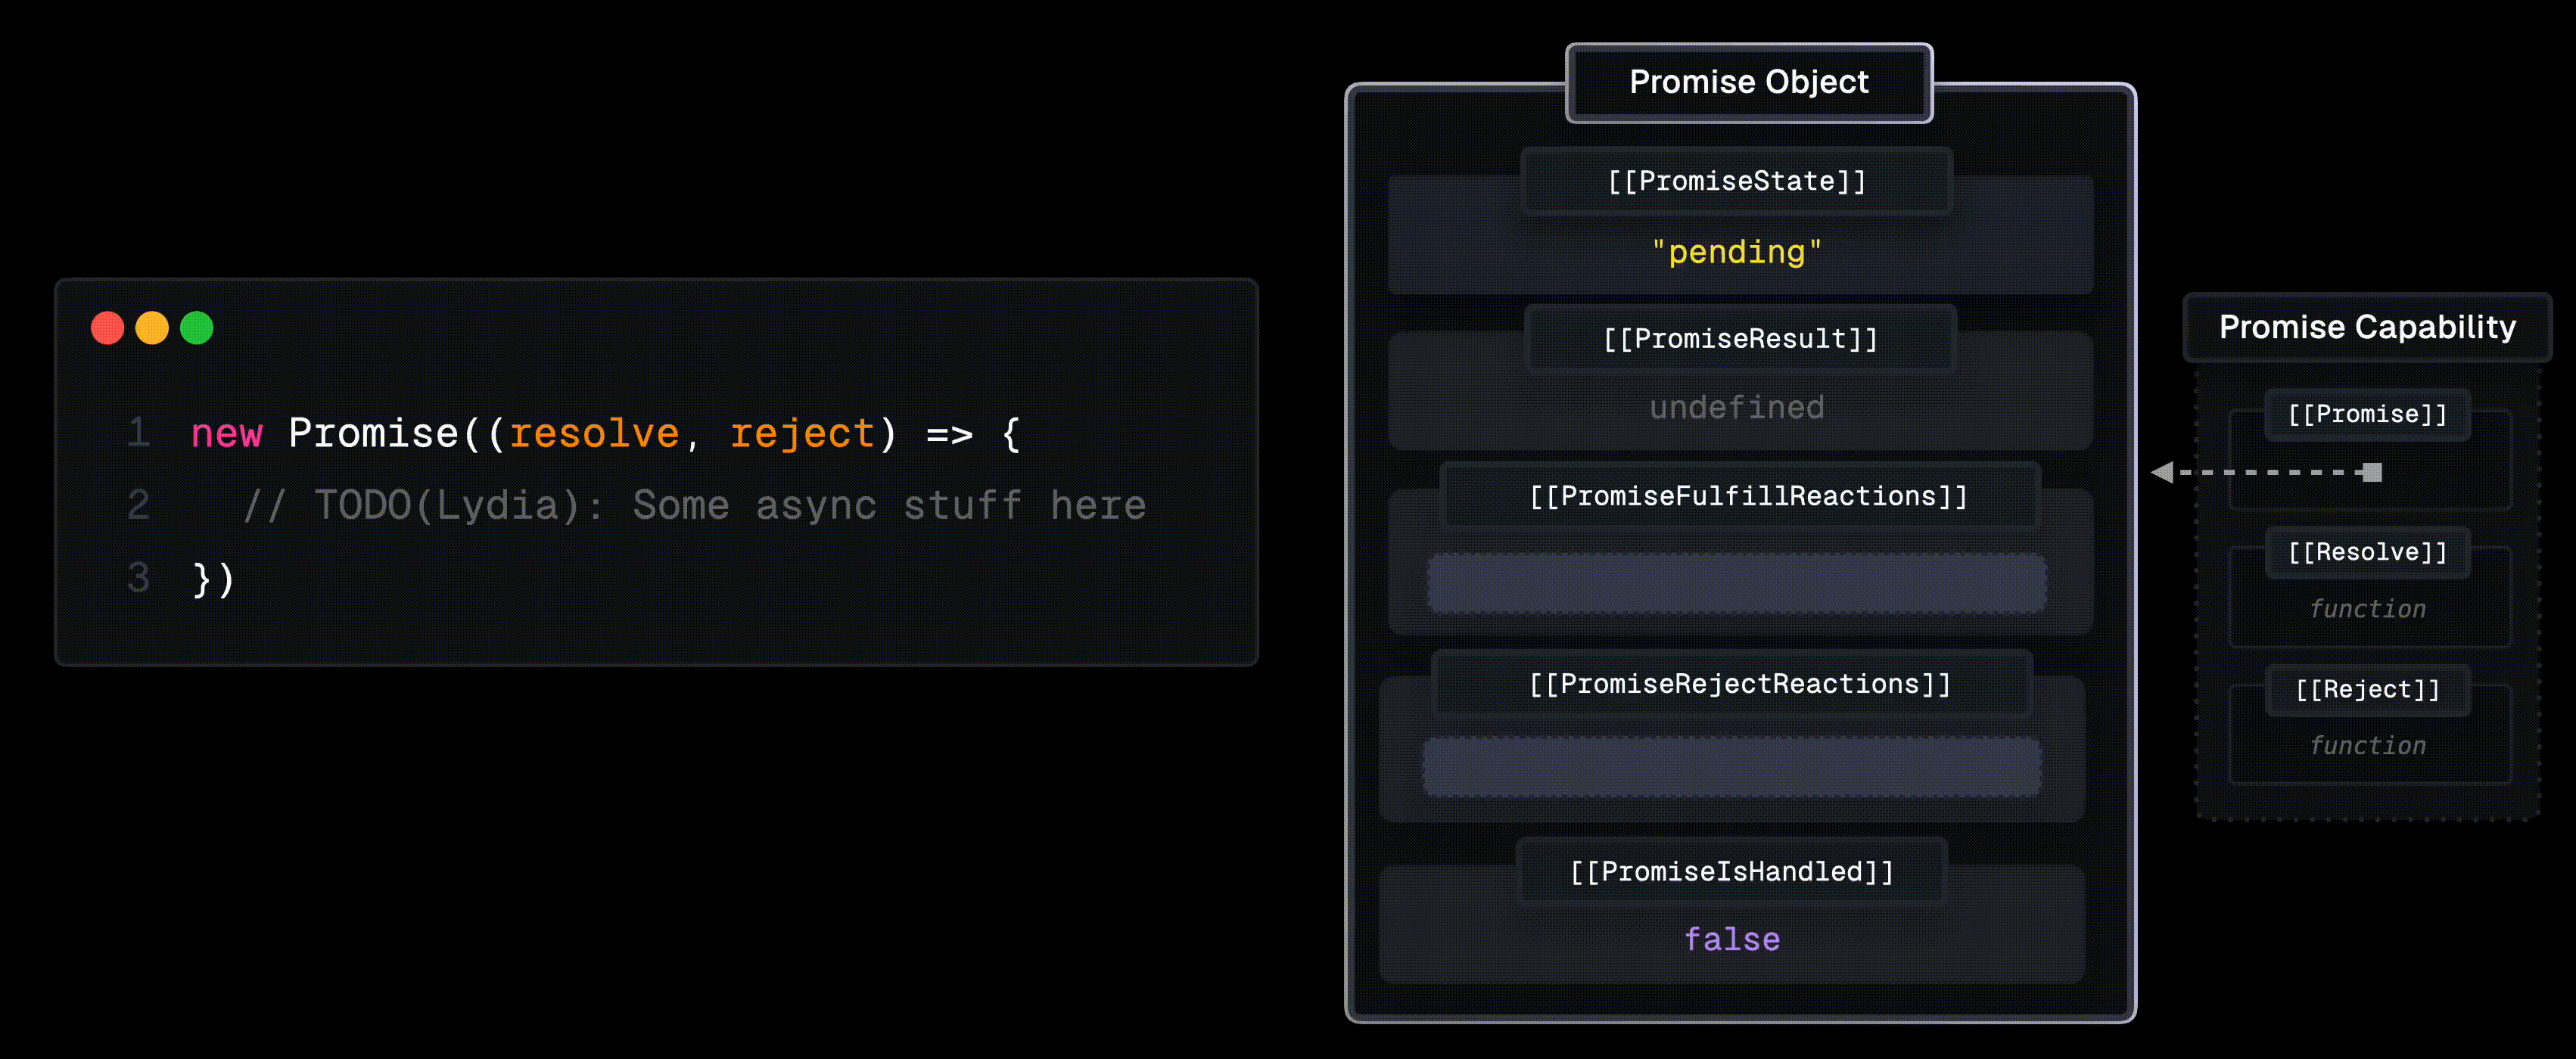 1 new Promise((resolve, reject) => {
2 // TODO(Lydia): Some async stuff here
3 })
Promise Object
[[PromiseState]]
"pending"
[[PromiseResult]]
undefined
[[PromiseFulfillReactions]]
[[PromiseRejectReactions]]
[[PromiseIsHandled]]
false
Promise Capability
[[Promise]]
[[Resolve]]
function
[[Reject]]
function